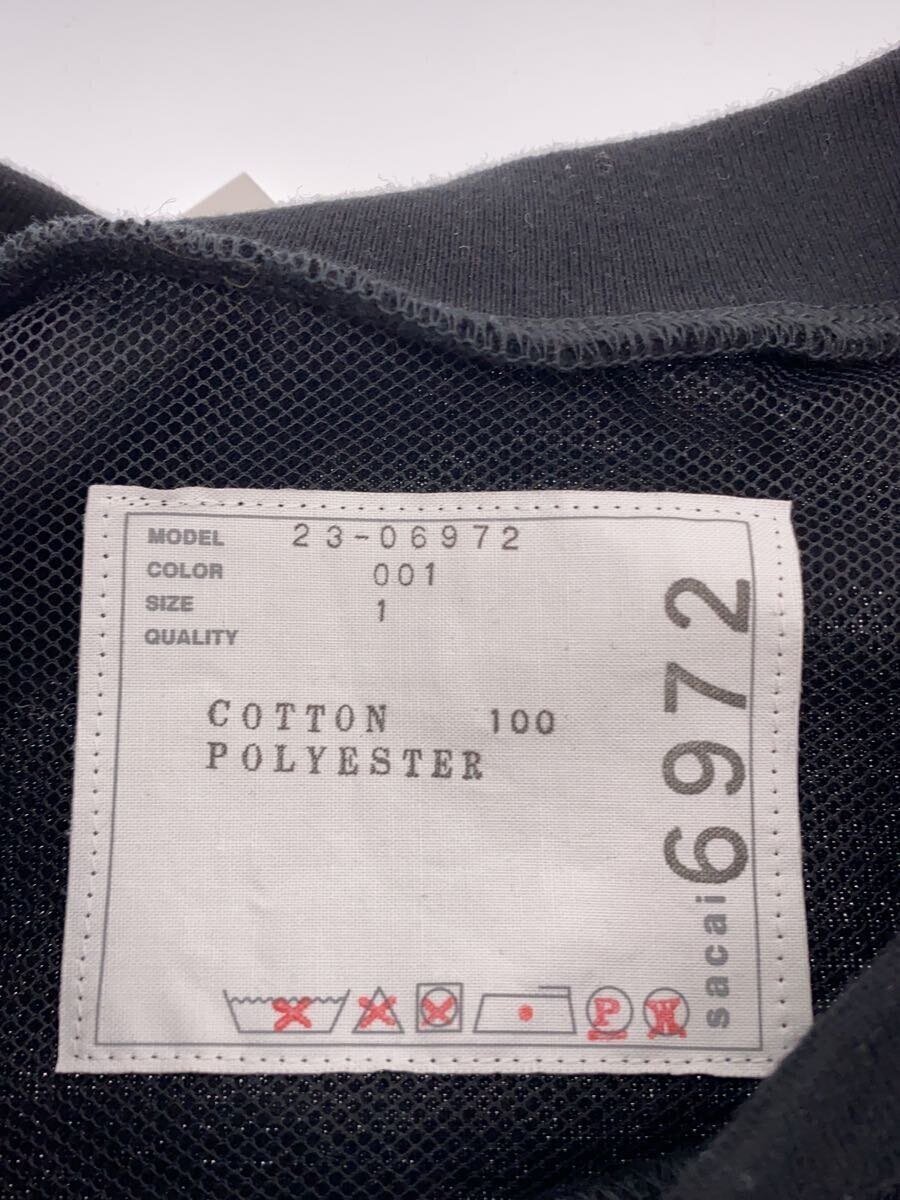 MODEL 23-06972
COLOR 001
SIZE 1
QUALITY
COTTON 100
POLYESTER
P
W
sacai 6972